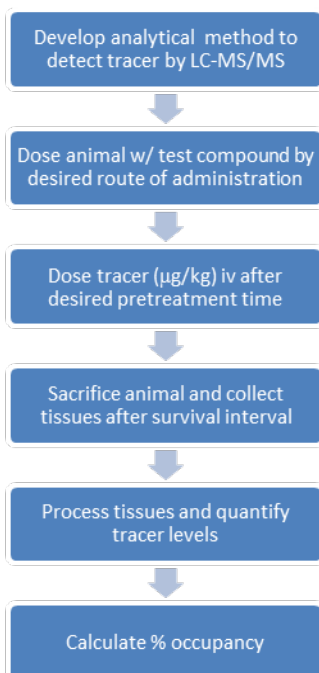 Develop analytical method to
detect tracer by LC-MS/MS
Dose animal w/ test compound by
desired route of administration
Dose tracer (µg/kg) iv after
desired pretreatment time
Sacrifice animal and collect
tissues after survival interval
Process tissues and quantify
tracer levels
Calculate % occupancy